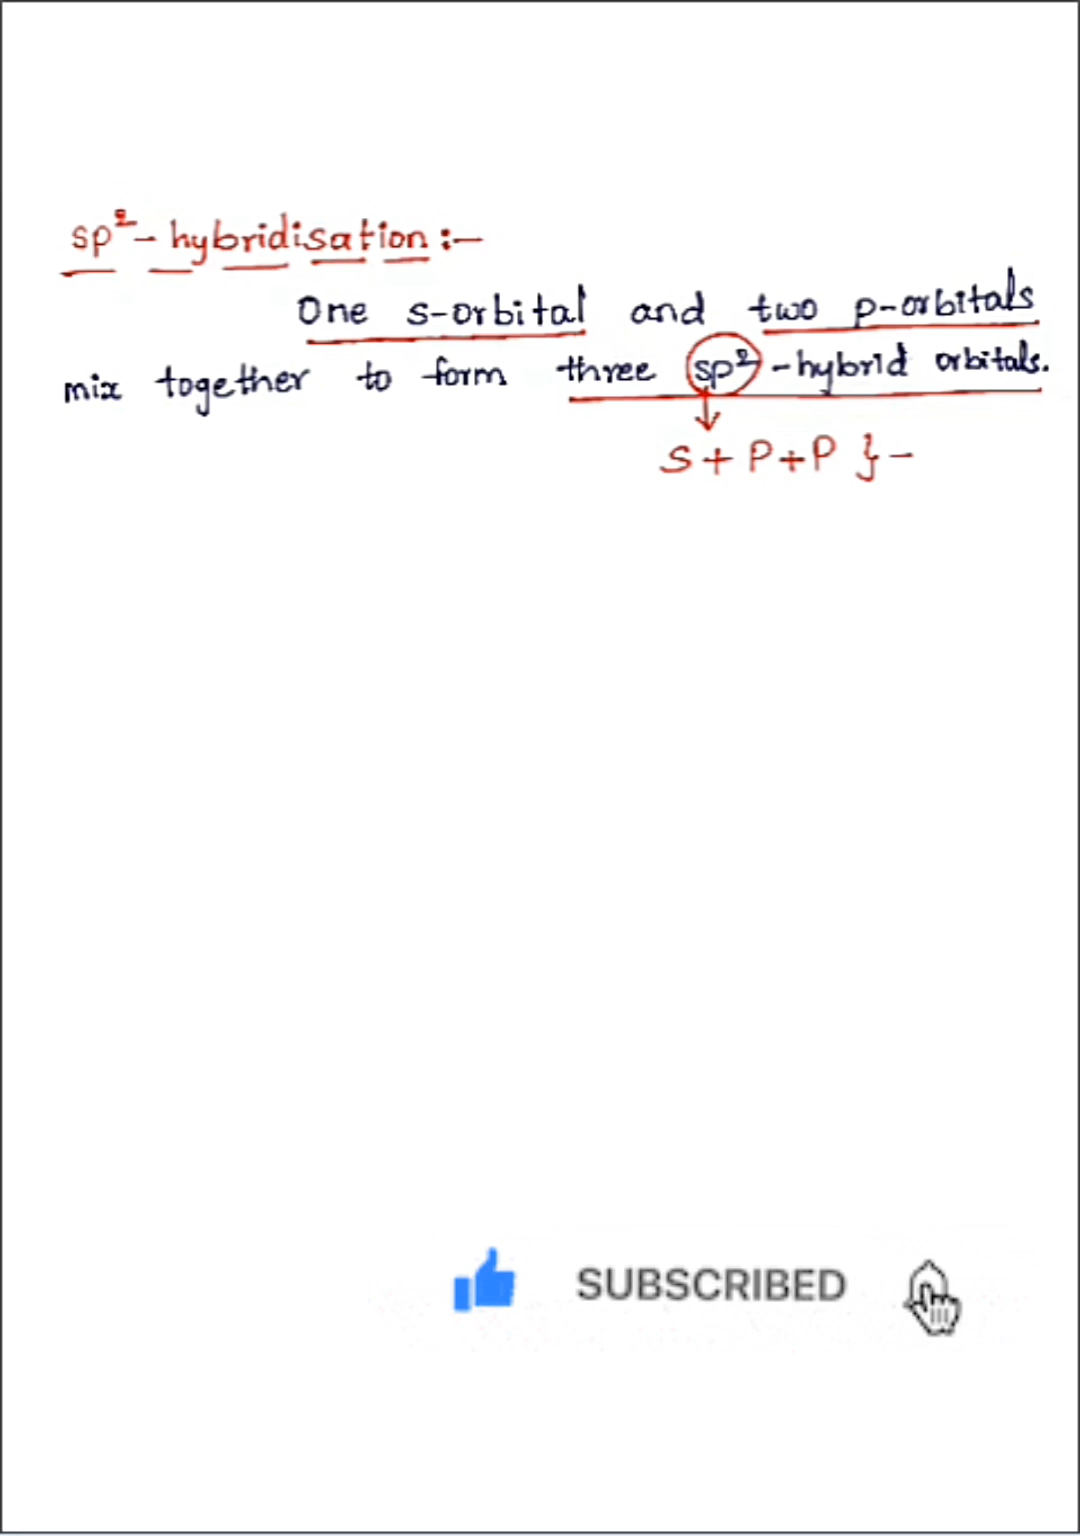 sp²-hybridisation:-
One s-orbital and two p-orbitals
mix together to form three sp²-hybrid orbitals.
S+P+P }-
SUBSCRIBED